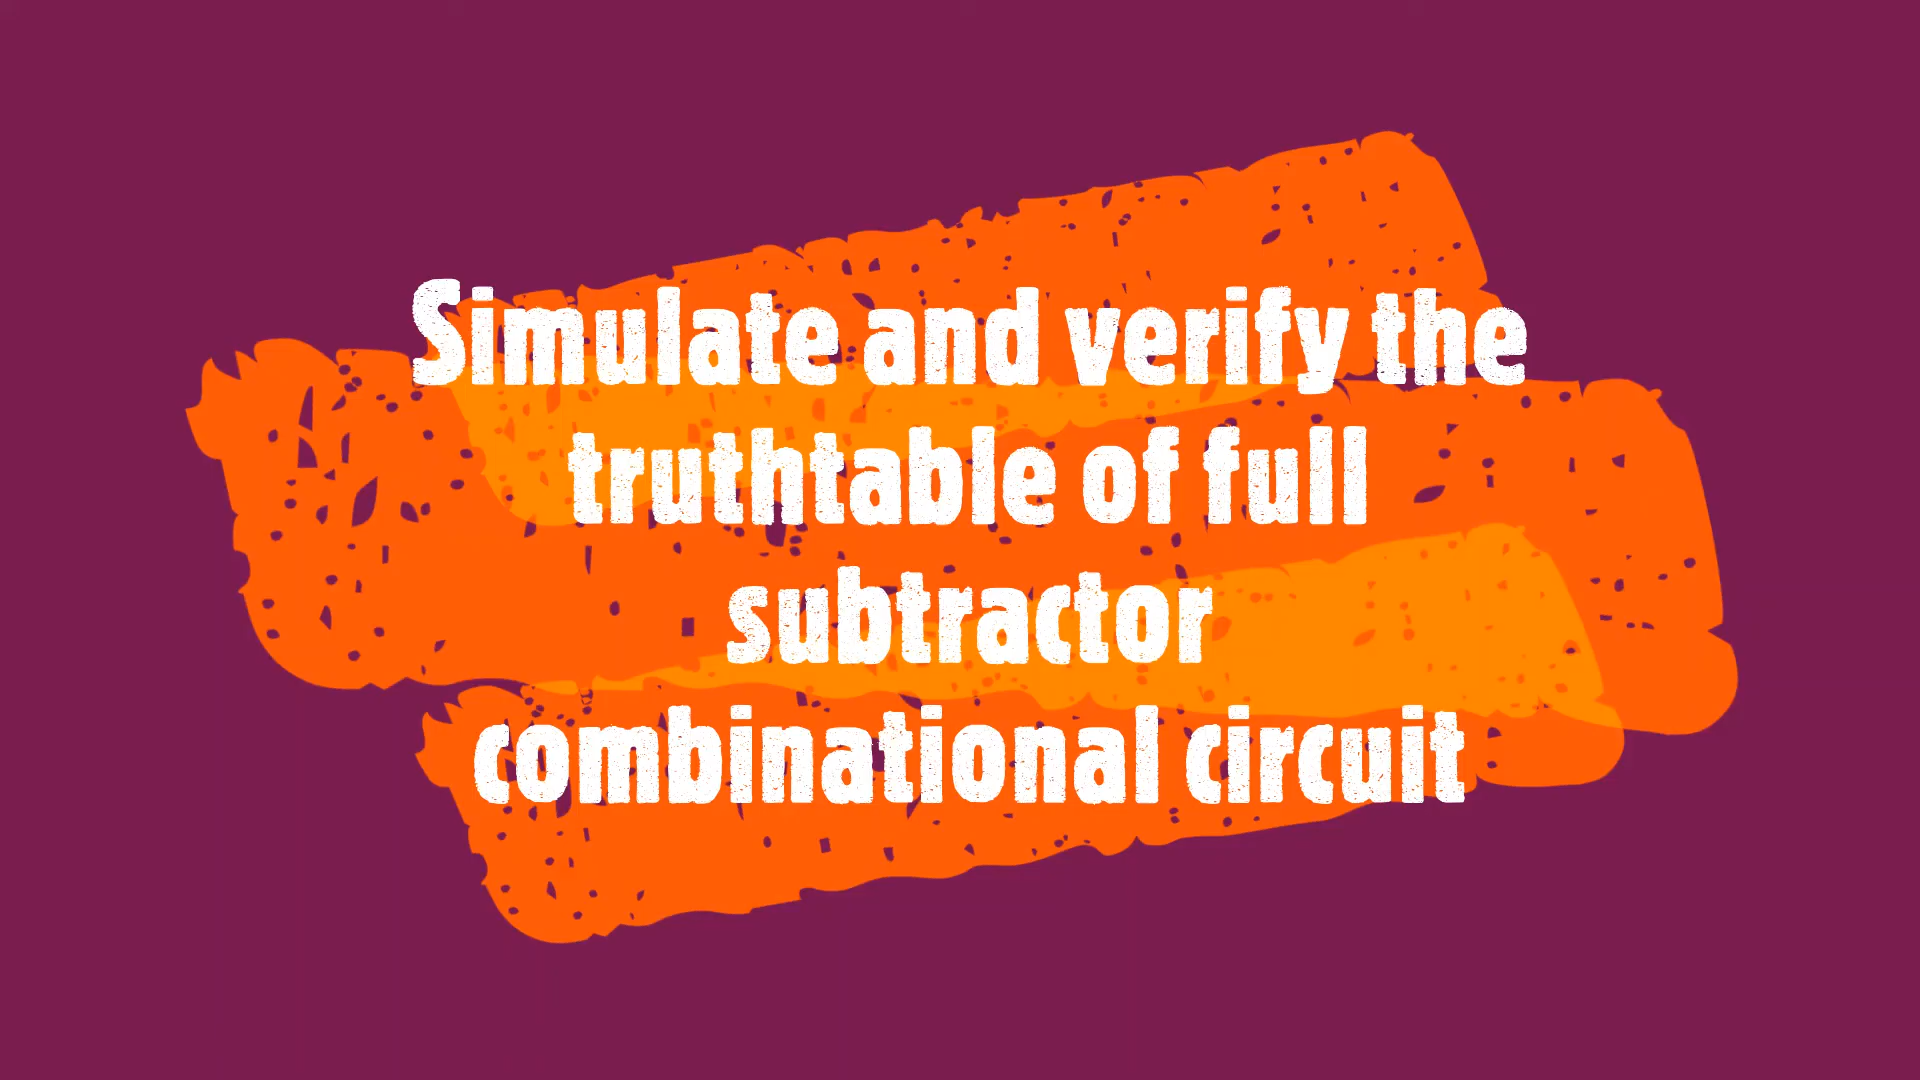 Simulate and verify the
truthtable of full
subtractor
combinational circuit